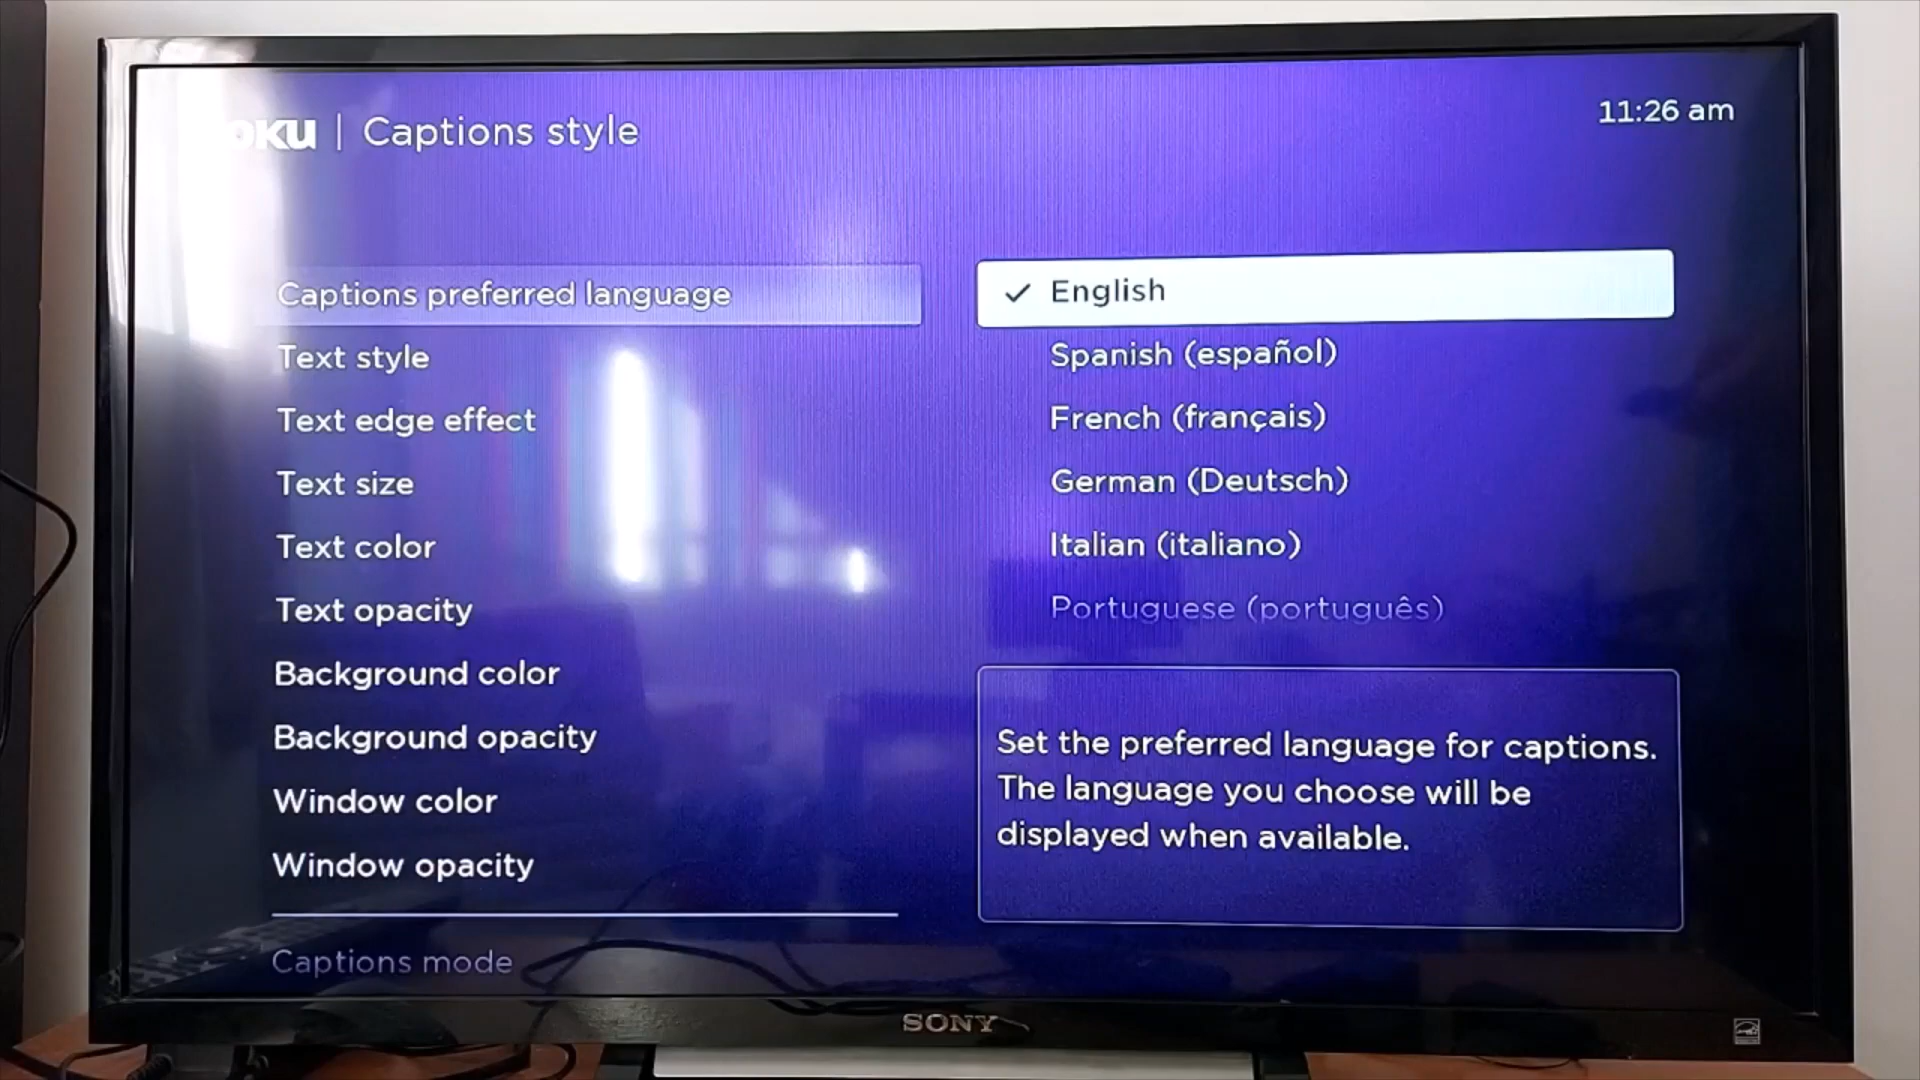 Roku | Captions style
11:26 am
Captions preferred language
Text style
Text edge effect
Text size
Text color
Text opacity
Background color
Background opacity
Window color
Window opacity
Captions mode
✓ English
Spanish (español)
French (français)
German (Deutsch)
Italian (italiano)
Portuguese (português)
Set the preferred language for captions.
The language you choose will be
displayed when available.
SONY